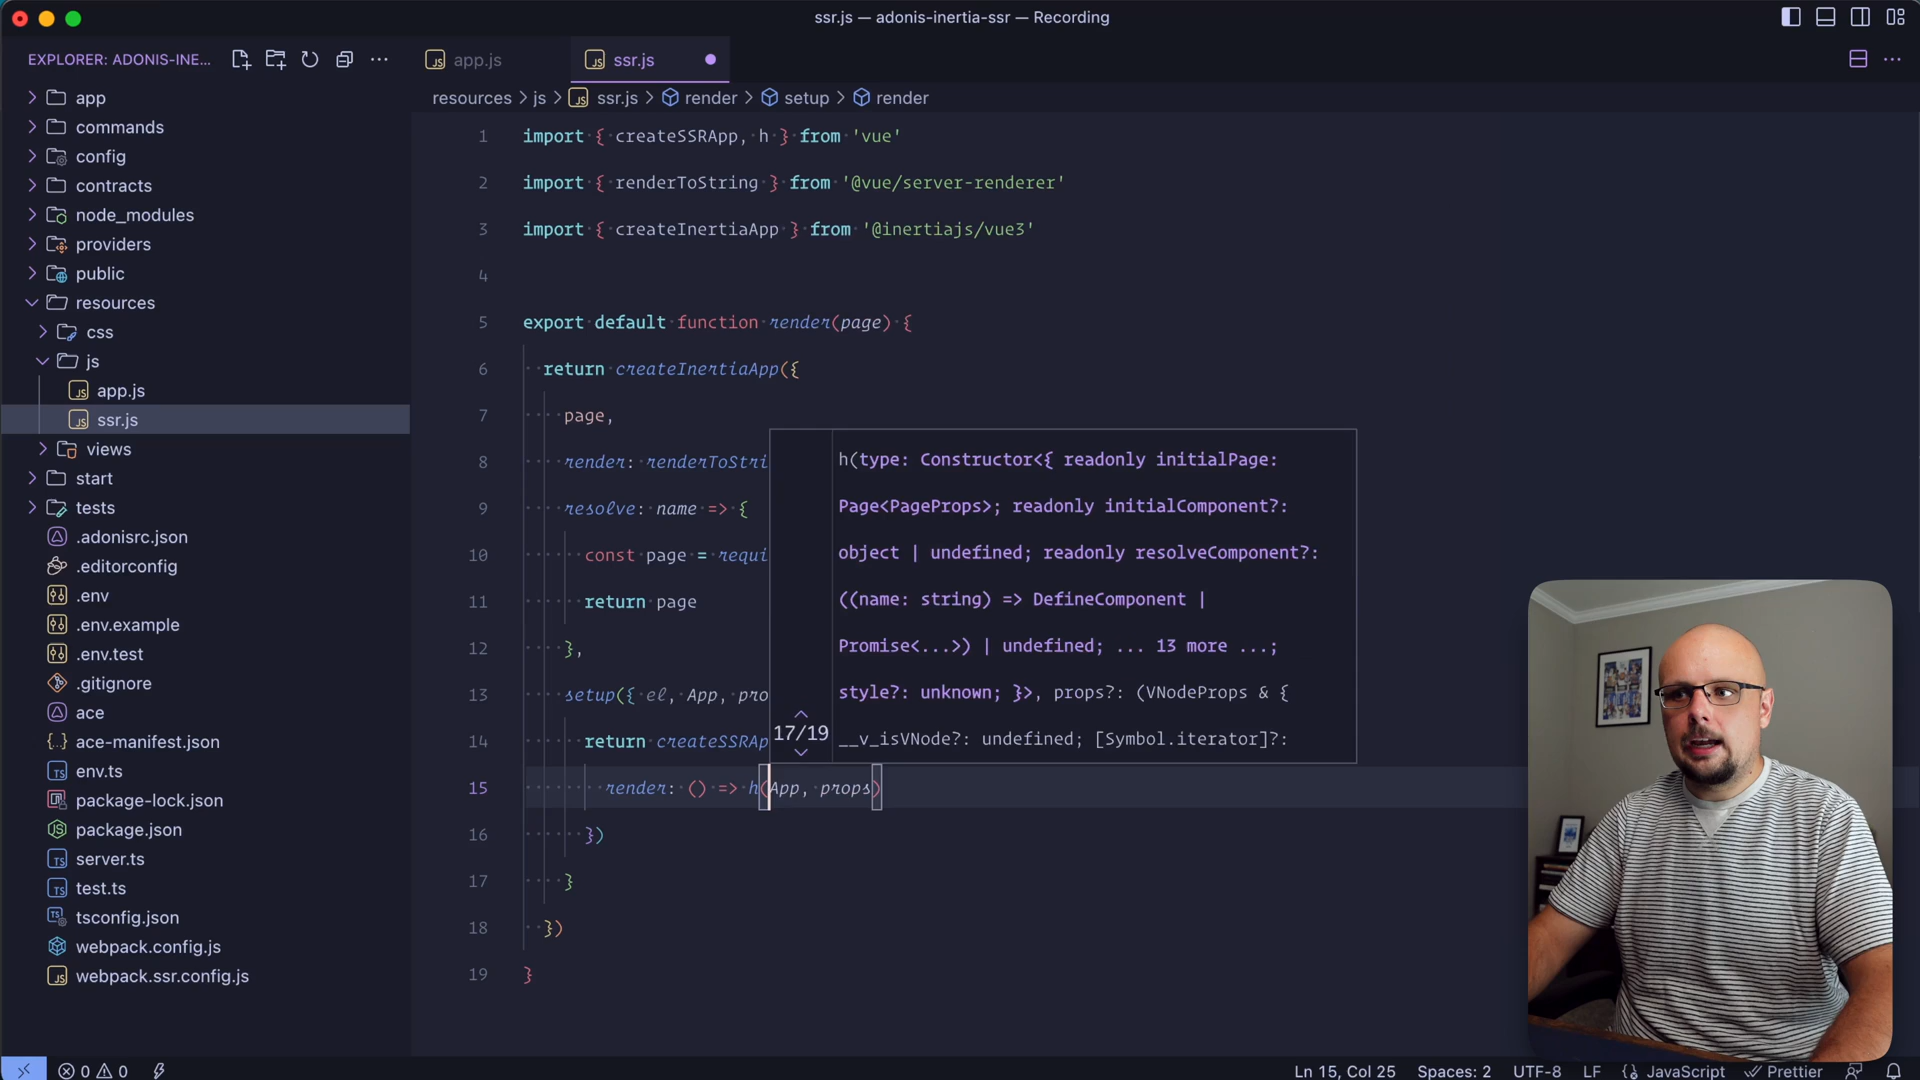 ssr.js — adonis-inertia-ssr — Recording
EXPLORER: ADONIS-INE...
app.js
ssr.js
resources > js > ssr.js > render > setup > render
app
commands
config
contracts
node_modules
providers
public
resources
css
js
app.js
ssr.js
views
start
tests
.adonisrc.json
.editorconfig
.env
.env.example
.env.test
.gitignore
ace
ace-manifest.json
env.ts
package-lock.json
package.json
server.ts
test.ts
tsconfig.json
webpack.config.js
webpack.ssr.config.js
1 import { createSSRApp, h } from 'vue'
2 import { renderToString } from '@vue/server-renderer'
3 import { createInertiaApp } from '@inertiajs/vue3'
4
5 export default function render(page) {
6 return createInertiaApp({
7 page,
8 render: renderToStri
9 resolve: name => {
10 const page = requi
11 return page
12 },
13 setup({ el, App, pro
14 return createSSRAp
15 render: () => h(App, props)
16 })
17 }
18 })
19 }
h(type: Constructor<{ readonly initialPage:
Page<PageProps>; readonly initialComponent?:
object | undefined; readonly resolveComponent?:
((name: string) => DefineComponent |
Promise<...>) | undefined; ... 13 more ...;
style?: unknown; }>, props?: (VNodeProps & {
17/19
__v_isVNode?: undefined; [Symbol.iterator]?:
0 0
Ln 15, Col 25
Spaces: 2
UTF-8
LF
JavaScript
Prettier